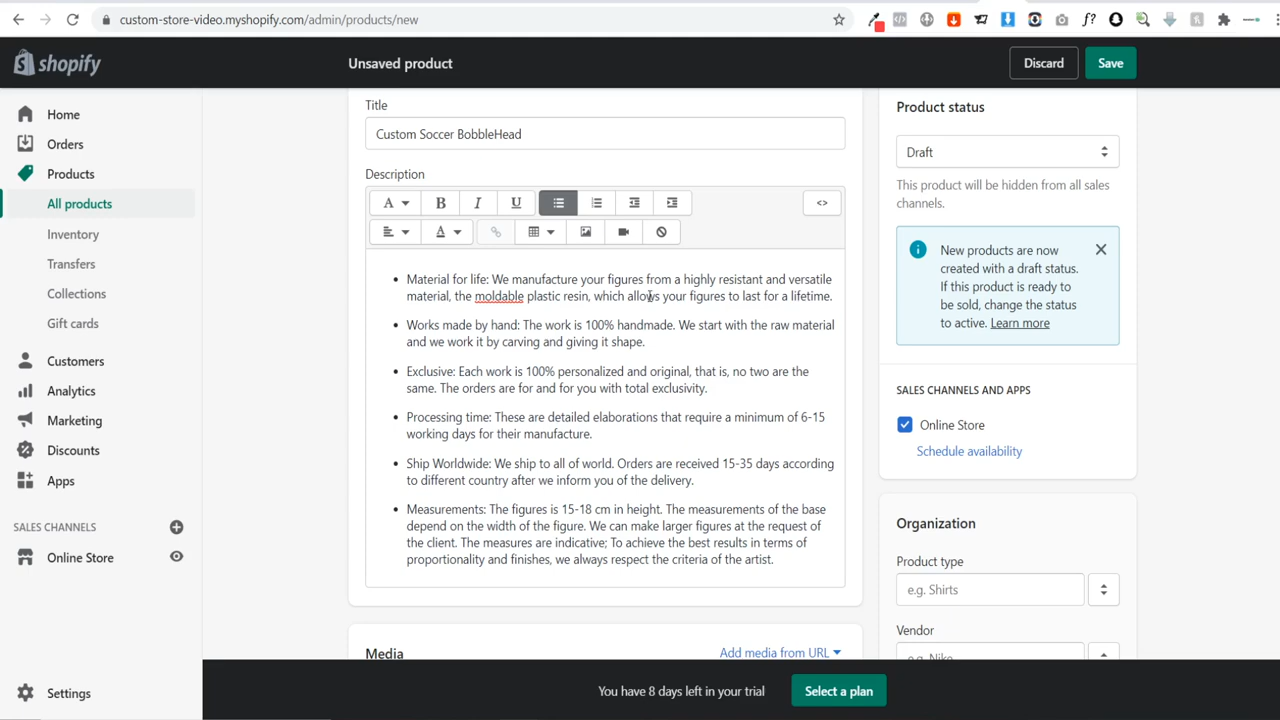 custom-store-video.myshopify.com/admin/products/new
shopify
Unsaved product
Discard
Save
Home
Orders
Products
All products
Inventory
Transfers
Collections
Gift cards
Customers
Analytics
Marketing
Discounts
Apps
SALES CHANNELS
Online Store
Settings
Title
Custom Soccer BobbleHead
Description
A
B
I
U
<>
A
Material for life: We manufacture your figures from a highly resistant and versatile
material, the moldable plastic resin, which allows your figures to last for a lifetime.
Works made by hand: The work is 100% handmade. We start with the raw material
and we work it by carving and giving it shape.
Exclusive: Each work is 100% personalized and original, that is, no two are the
same. The orders are for and for you with total exclusivity.
Processing time: These are detailed elaborations that require a minimum of 6-15
working days for their manufacture.
Ship Worldwide: We ship to all of world. Orders are received 15-35 days according
to different country after we inform you of the delivery.
Measurements: The figures is 15-18 cm in height. The measurements of the base
depend on the width of the figure. We can make larger figures at the request of
the client. The measures are indicative; To achieve the best results in terms of
proportionality and finishes, we always respect the criteria of the artist.
Media
Add media from URL
Product status
Draft
This product will be hidden from all sales
channels.
New products are now
created with a draft status.
If this product is ready to
be sold, change the status
to active. Learn more
SALES CHANNELS AND APPS
Online Store
Schedule availability
Organization
Product type
e.g. Shirts
Vendor
e.g. Nike
You have 8 days left in your trial
Select a plan